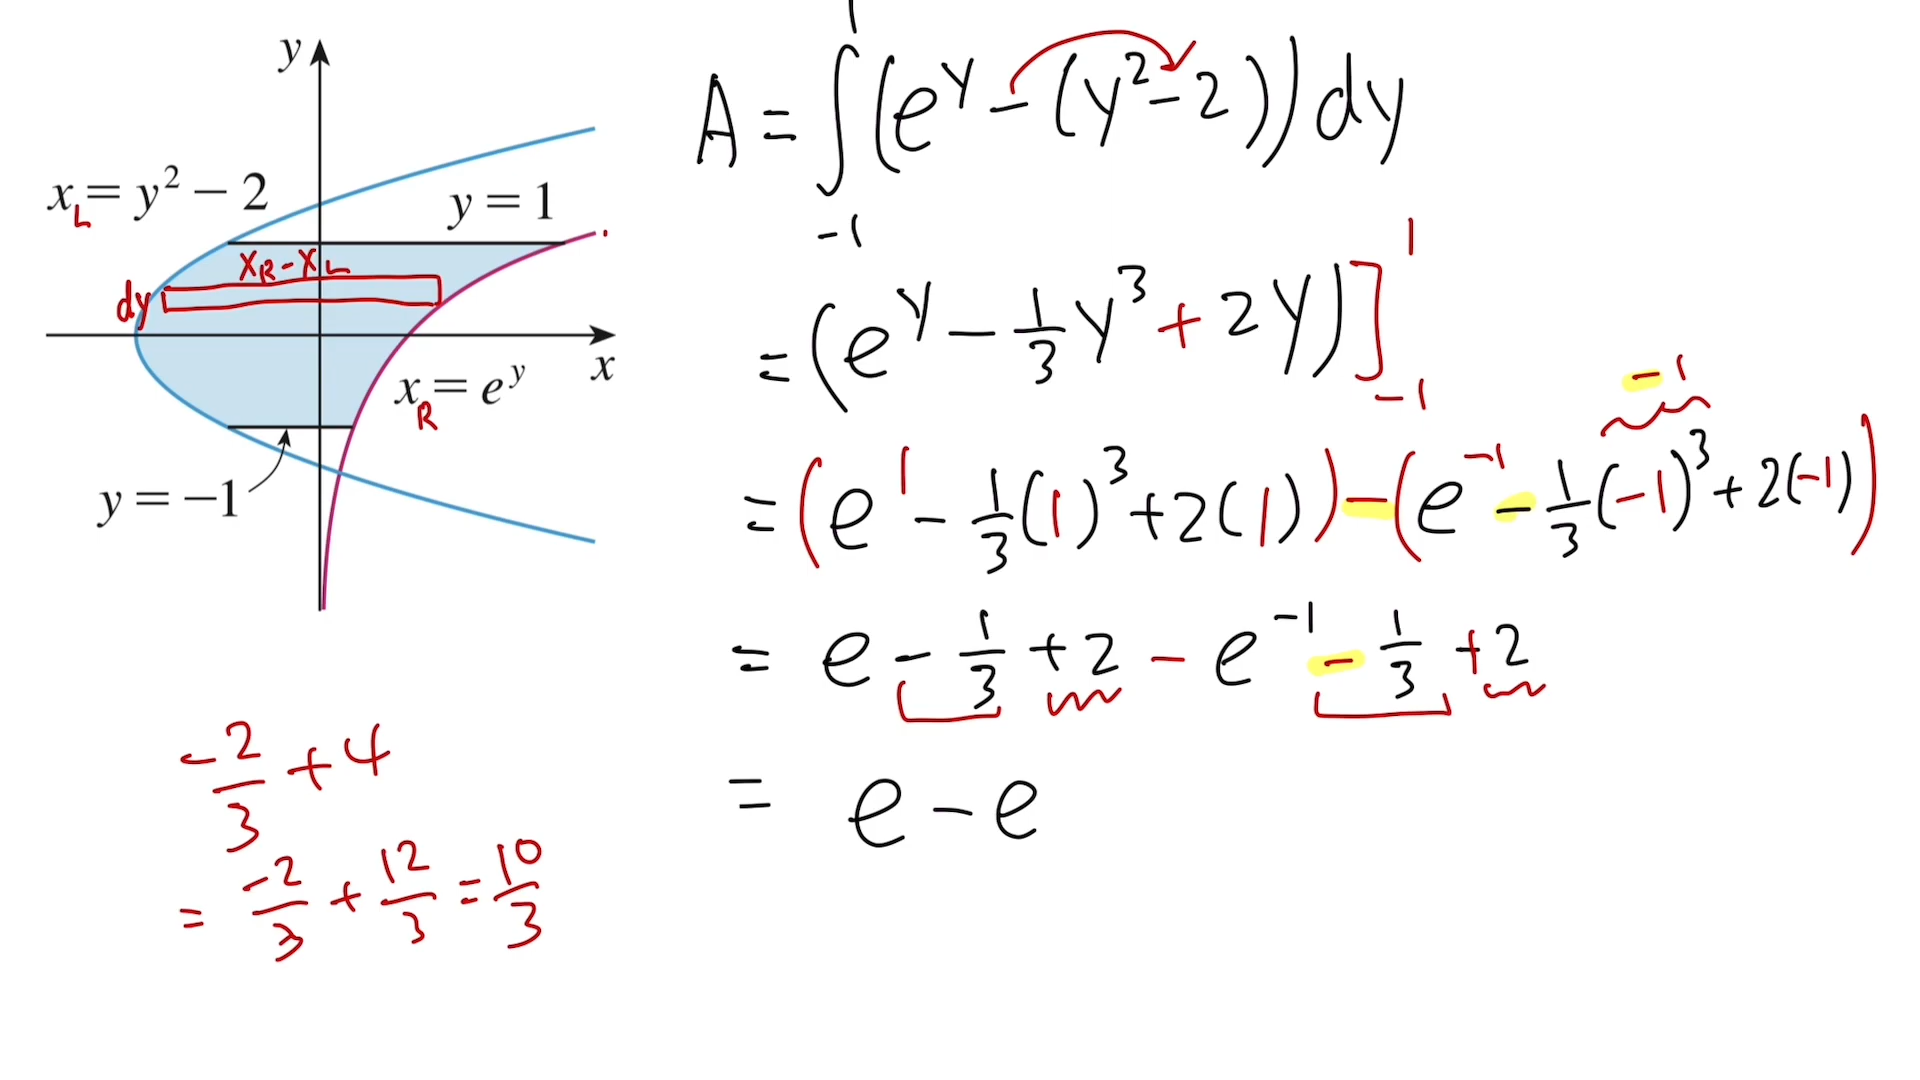 y
x_L = y² − 2
y = 1
x_R - x_L
dy
x
x_R = e^y
y = −1
A = ∫_{-1}^{1} (e^y - (y² - 2)) dy
= (e^y - 1/3 y³ + 2y)]_{-1}^{1}
-1
= (e^1 - 1/3 (1)³ + 2(1)) - (e^{-1} - 1/3 (-1)³ + 2(-1))
= e - 1/3 + 2 - e^{-1} - 1/3 + 2
= e - e
-2/3 + 4
= -2/3 + 12/3 = 10/3